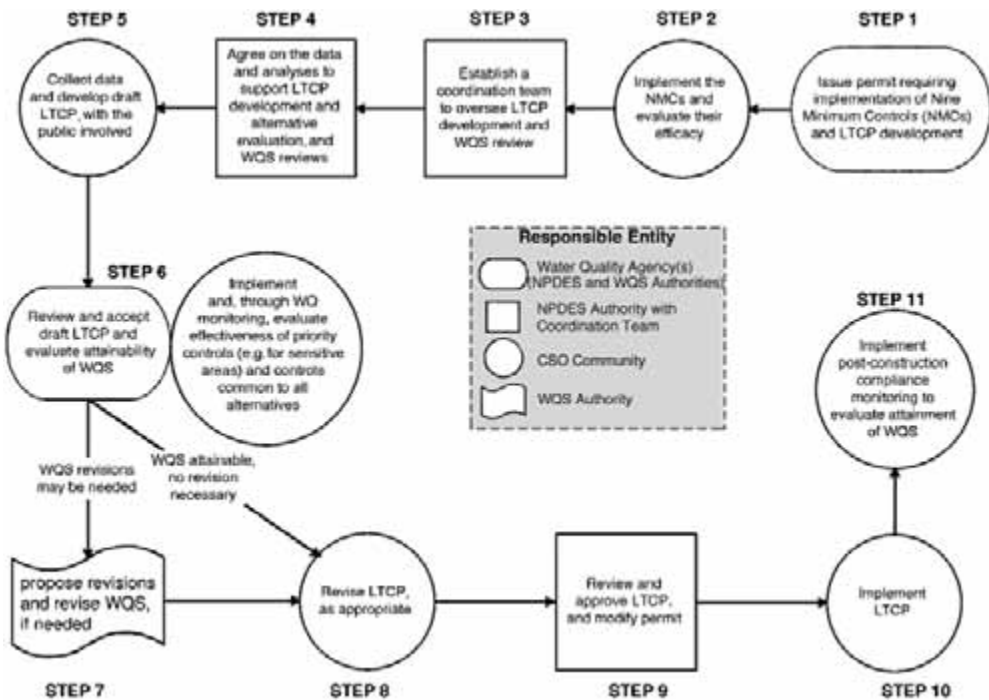 STEP 5
STEP 4
STEP 3
STEP 2
STEP 1
Collect data
and develop draft
LTCP, with the
public involved
Agree on the data
and analyses to
support LTCP
development and
alternative
evaluation, and
WQS reviews
Establish a
coordination team
to oversee LTCP
development and
WQS review
Implement the
NMCs and
evaluate their
efficacy
Issue permit requiring
implementation of Nine
Minimum Controls (NMCs)
and LTCP development
STEP 6
Review and accept
draft LTCP and
evaluate attainability
of WQS
Implement
and, through WQ
monitoring, evaluate
effectiveness of priority
controls (e.g. for sensitive
areas) and controls
common to all
alternatives
Responsible Entity
Water Quality Agency(s)
(NPDES and WQS Authorities)
NPDES Authority with
Coordination Team
CSO Community
WQS Authority
STEP 11
Implement
post-construction
compliance
monitoring to
evaluate attainment
of WQS
WQS revisions
may be needed
WQS attainable,
no revision
necessary
propose revisions
and revise WQS,
if needed
Revise LTCP,
as appropriate
Review and
approve LTCP,
and modify permit
Implement
LTCP
STEP 7
STEP 8
STEP 9
STEP 10